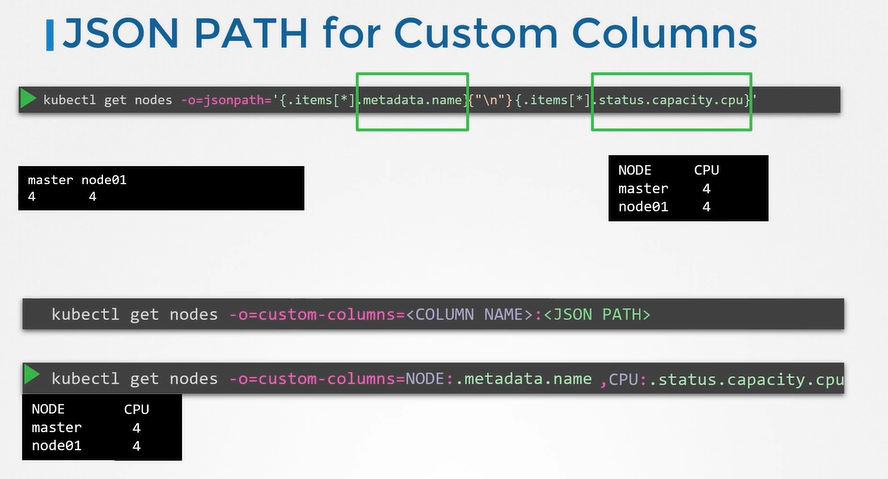 JSON PATH for Custom Columns
kubectl get nodes -o=jsonpath='{.items[*].metadata.name}{"\n"}{.items[*].status.capacity.cpu}'
master node01
4 4
NODE CPU
master 4
node01 4
kubectl get nodes -o=custom-columns=<COLUMN NAME>:<JSON PATH>
kubectl get nodes -o=custom-columns=NODE:.metadata.name ,CPU:.status.capacity.cpu
NODE CPU
master 4
node01 4